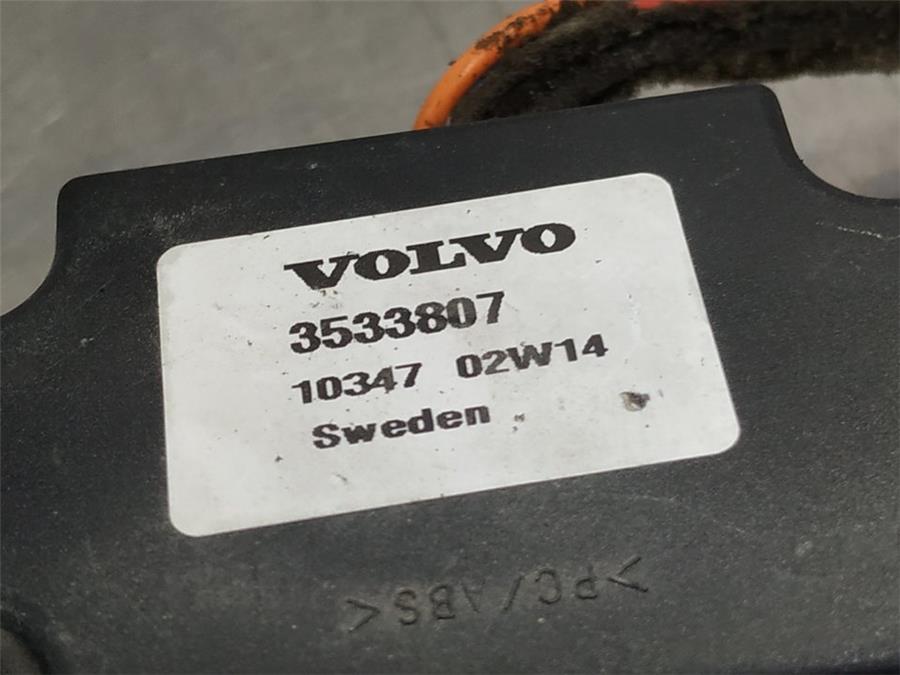 VOLVO
3533807
10347 02W14
Sweden
>PC/ABS<